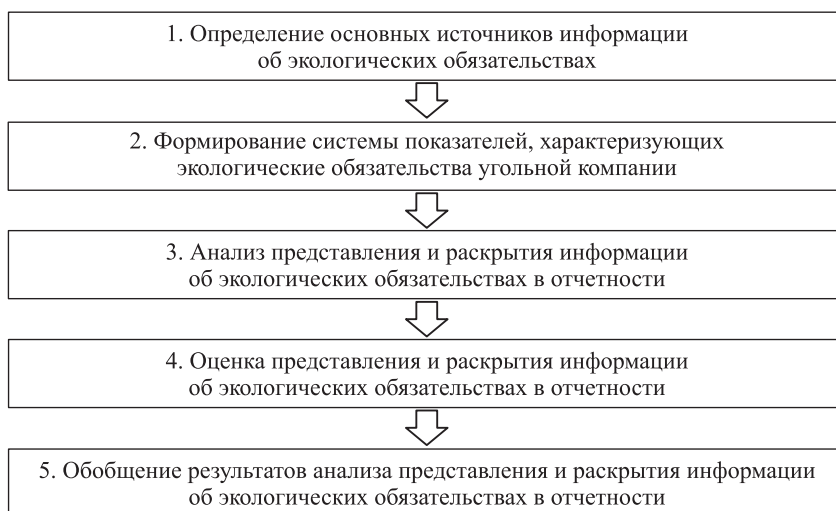 1. Определение основных источников информации
об экологических обязательствах
2. Формирование системы показателей, характеризующих
экологические обязательства угольной компании
3. Анализ представления и раскрытия информации
об экологических обязательствах в отчетности
4. Оценка представления и раскрытия информации
об экологических обязательствах в отчетности
5. Обобщение результатов анализа представления и раскрытия информации
об экологических обязательствах в отчетности